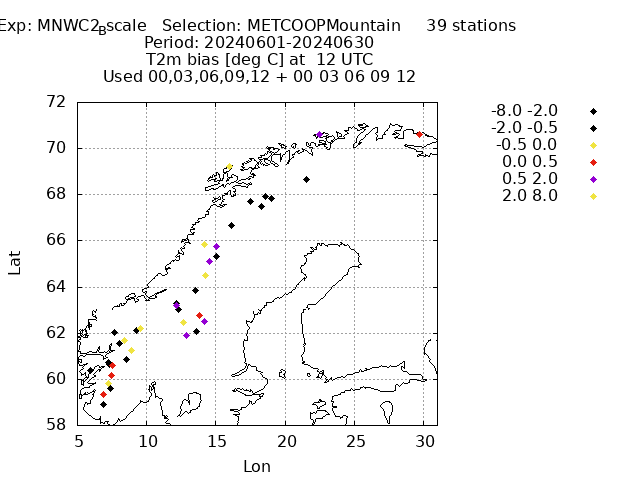 Exp: MNWC2Bscale   Selection: METCOOPMountain     39 stations
Period: 20240601-20240630
T2m bias [deg C] at  12 UTC
Used 00,03,06,09,12 + 00 03 06 09 12
-8.0 -2.0
-2.0 -0.5
-0.5 0.0
0.0 0.5
0.5 2.0
2.0 8.0
72
70
68
66
64
62
60
58
Lat
5 10 15 20 25 30
Lon